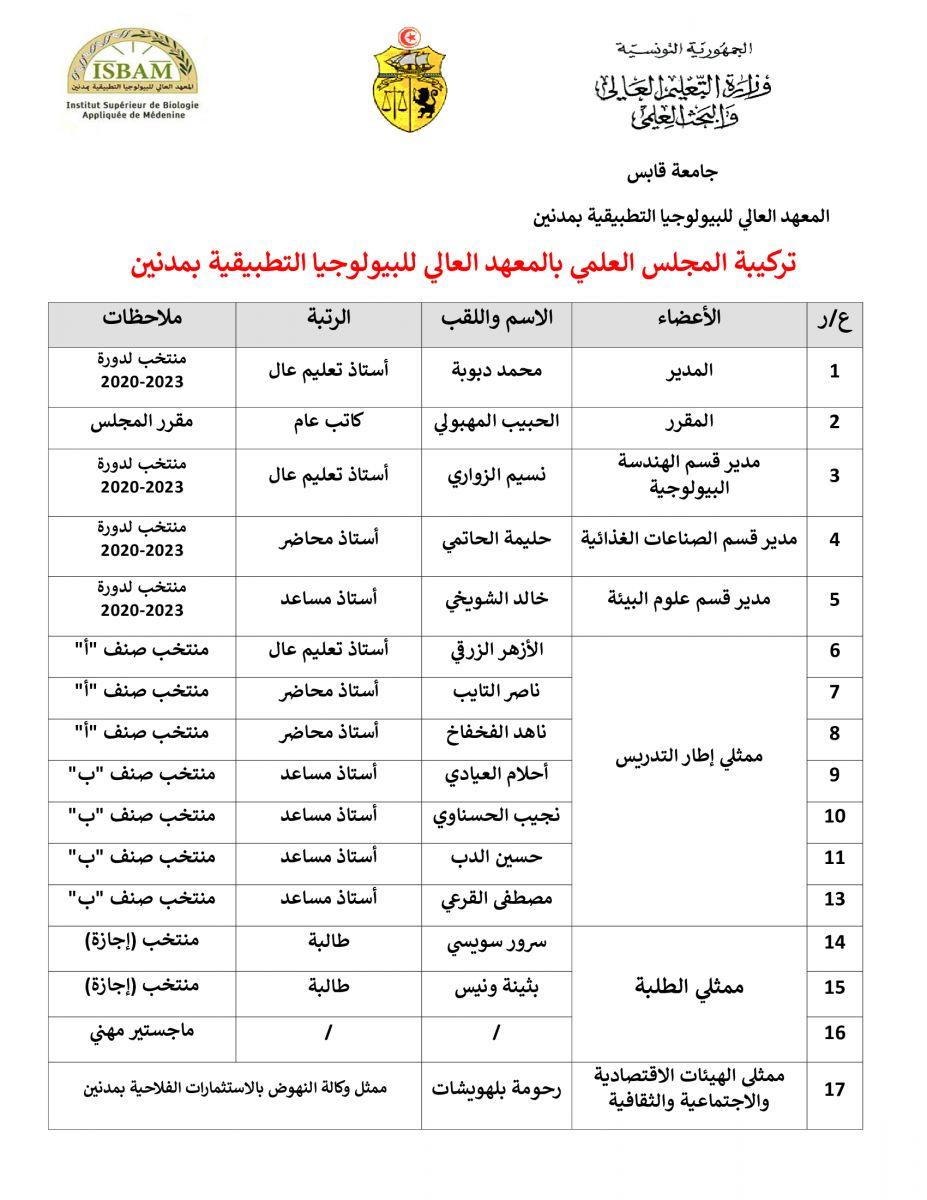 ISBAM
المعهد العالي للبيولوجيا التطبيقية بمدنين
Institut Supérieur de Biologie
Appliquée de Médenine
الجمهوريّة التونسيّة
وزارة التعليم العالي
والبحث العلمي
جامعة قابس
المعهد العالي للبيولوجيا التطبيقية بمدنين
تركيبة المجلس العلمي بالمعهد العالي للبيولوجيا التطبيقية بمدنين
ع/ر الأعضاء الاسم واللقب الرتبة ملاحظات
1 المدير محمد دبوبة أستاذ تعليم عال منتخب لدورة
2020-2023
2 المقرر الحبيب المهبولي كاتب عام مقرر المجلس
3 مدير قسم الهندسة
البيولوجية نسيم الزواري أستاذ تعليم عال منتخب لدورة
2020-2023
4 مدير قسم الصناعات الغذائية حليمة الحاتمي أستاذ محاضر منتخب لدورة
2020-2023
5 مدير قسم علوم البيئة خالد الشويخي أستاذ مساعد منتخب لدورة
2020-2023
ممثلي إطار التدريس
6 الأزهر الزرقي أستاذ تعليم عال منتخب صنف "أ"
7 ناصر التايب أستاذ محاضر منتخب صنف "أ"
8 ناهد الفخفاخ أستاذ محاضر منتخب صنف "أ"
9 أحلام العيادي أستاذ مساعد منتخب صنف "ب"
10 نجيب الحسناوي أستاذ مساعد منتخب صنف "ب"
11 حسين الدب أستاذ مساعد منتخب صنف "ب"
13 مصطفى القرعي أستاذ مساعد منتخب صنف "ب"
ممثلي الطلبة
14 سرور سويسي طالبة منتخب (إجازة)
15 بثينة ونيس طالبة منتخب (إجازة)
16 / / ماجستير مهني
17 ممثلى الهيئات الاقتصادية
والاجتماعية والثقافية رحومة بلهويشات ممثل وكالة النهوض بالاستثمارات الفلاحية بمدنين